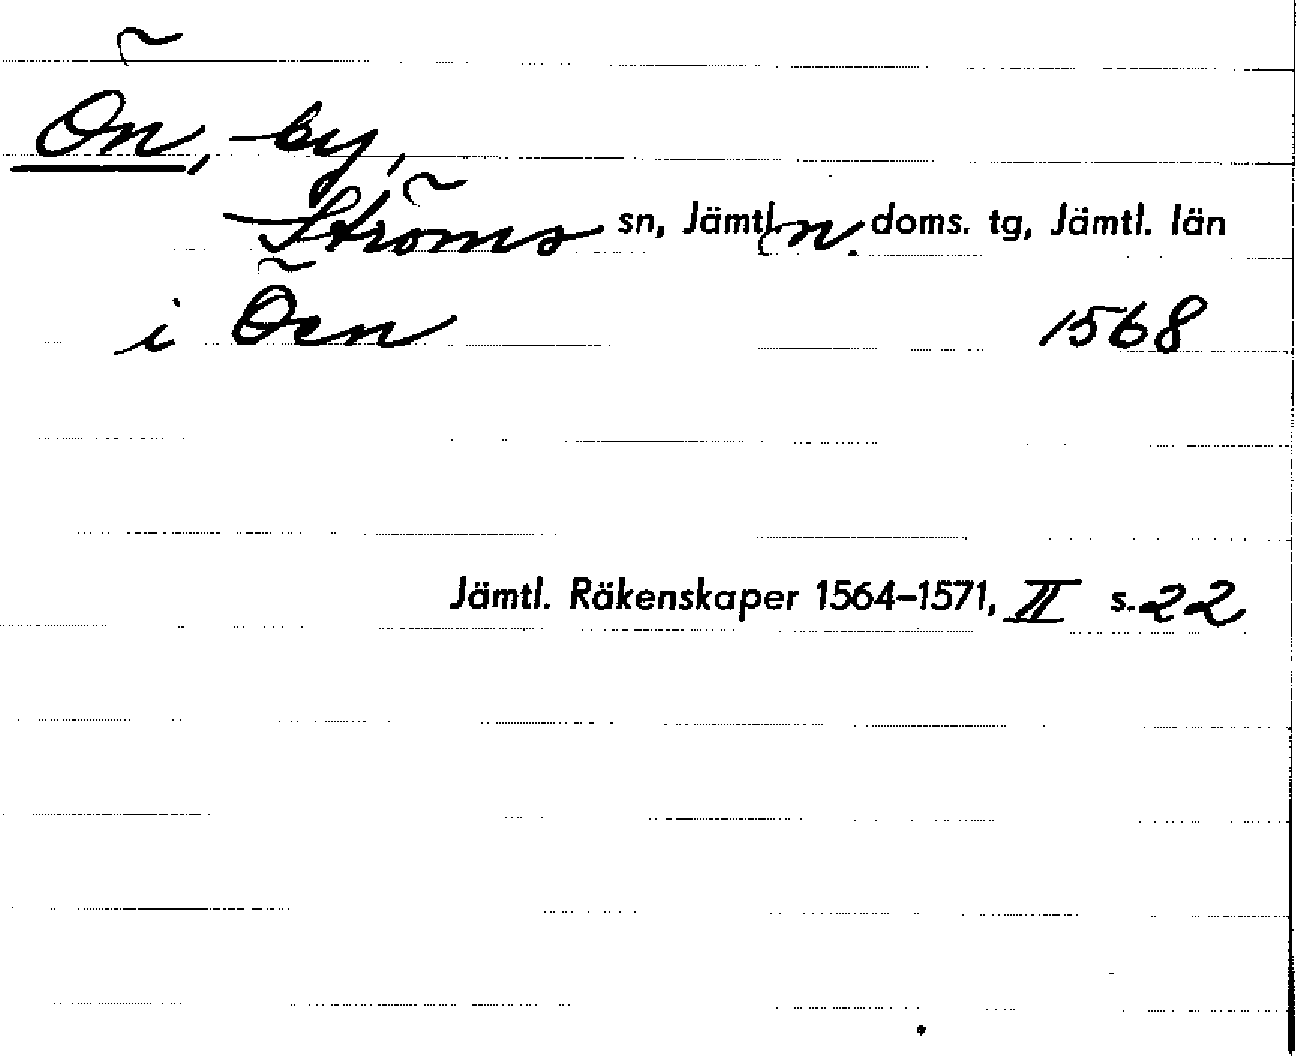 Ön, by,
Ströms sn, Jämtl. n. doms. tg, Jämtl. län
i Öen 1568
Jämtl. Räkenskaper 1564–1571, II s. 22